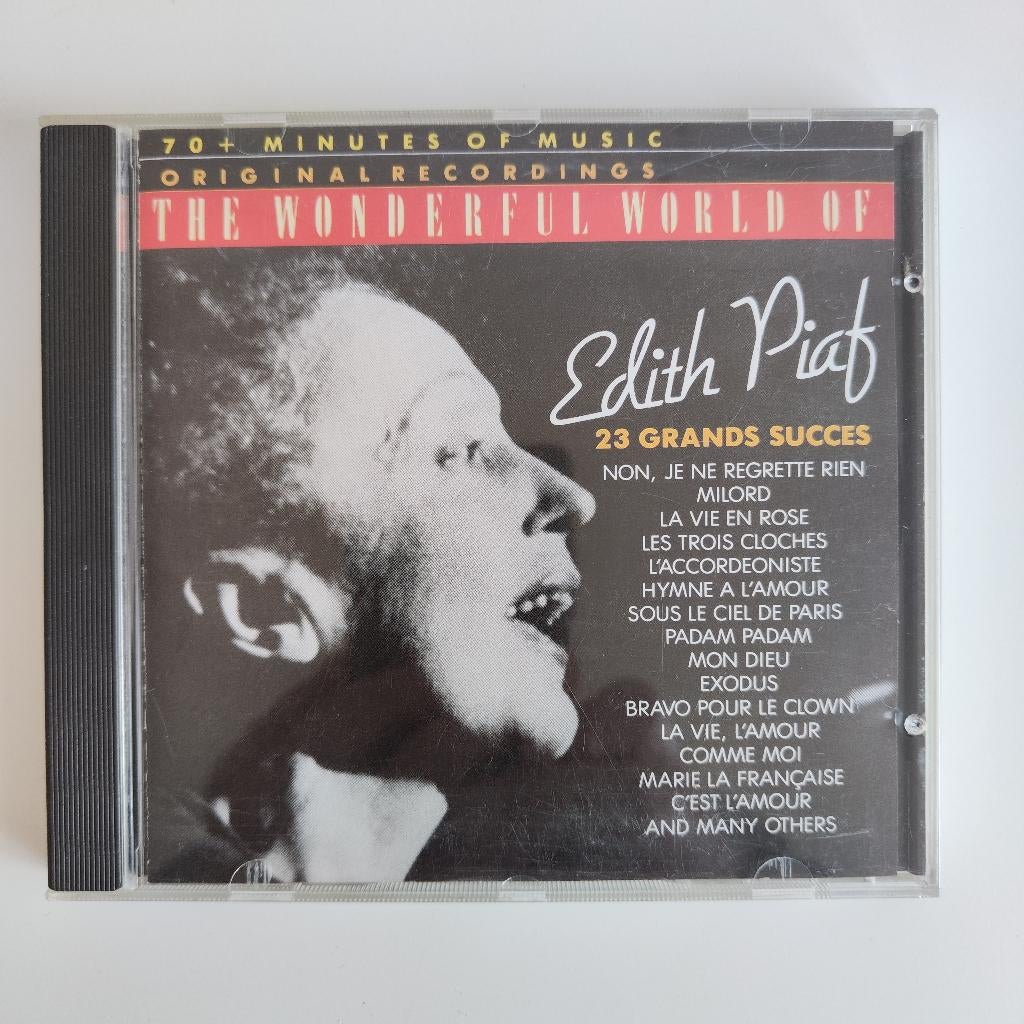 70+ MINUTES OF MUSIC
ORIGINAL RECORDINGS
THE WONDERFUL WORLD OF
Edith Piaf
23 GRANDS SUCCES
NON, JE NE REGRETTE RIEN
MILORD
LA VIE EN ROSE
LES TROIS CLOCHES
L'ACCORDEONISTE
HYMNE A L'AMOUR
SOUS LE CIEL DE PARIS
PADAM PADAM
MON DIEU
EXODUS
BRAVO POUR LE CLOWN
LA VIE, L'AMOUR
COMME MOI
MARIE LA FRANÇAISE
C'EST L'AMOUR
AND MANY OTHERS